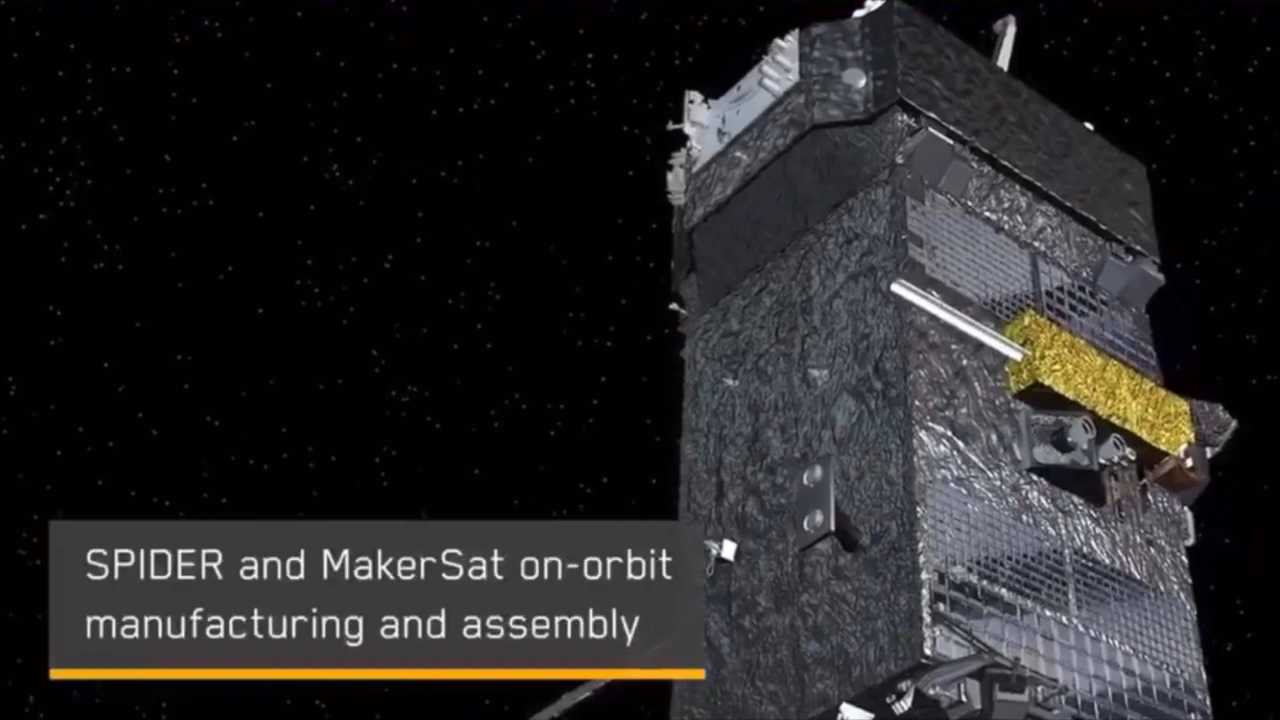 SPIDER and MakerSat on-orbit
manufacturing and assembly